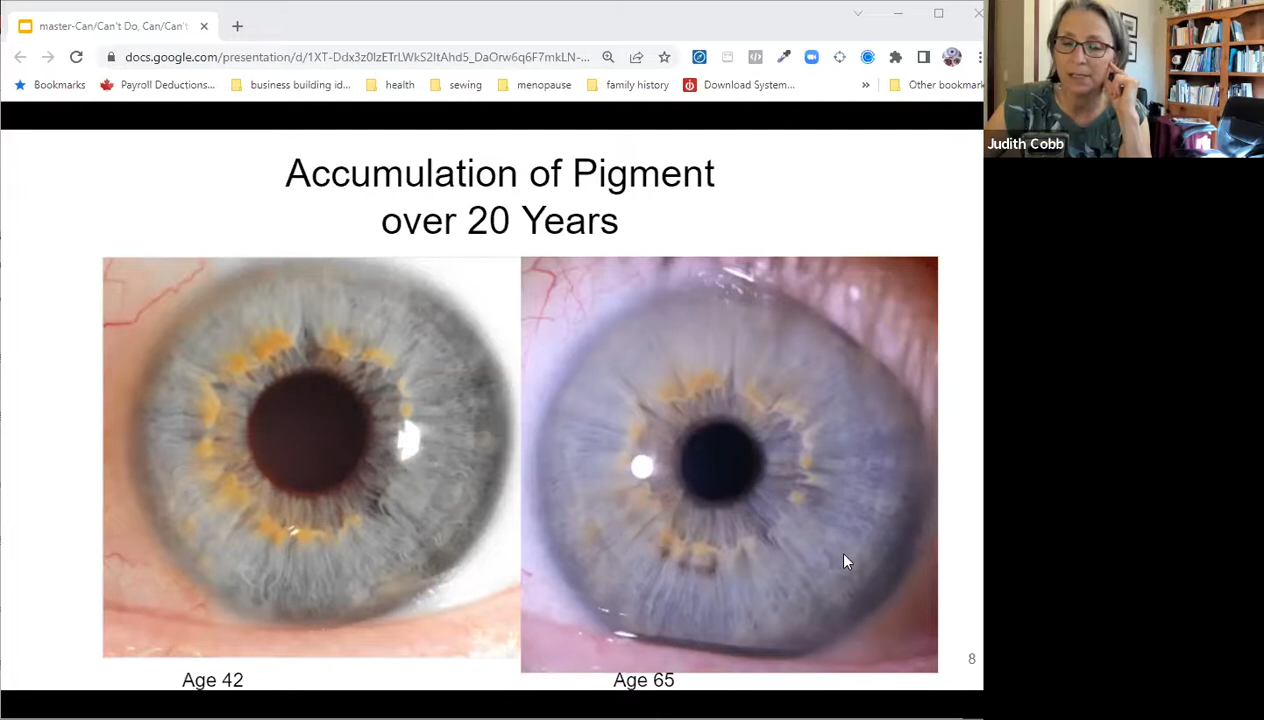 master-Can/Can't Do, Can/Can't
docs.google.com/presentation/d/
Bookmarks Payroll Deductions... business building id... health sewing menopause family history Download System... » Other bookmark
Judith Cobb
Accumulation of Pigment
over 20 Years
8
Age 42 Age 65